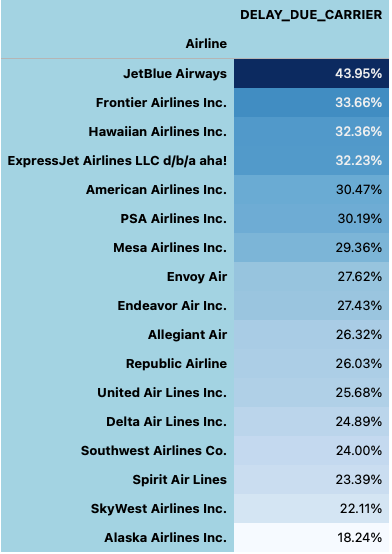 DELAY_DUE_CARRIER
Airline
JetBlue Airways 43.95%
Frontier Airlines Inc. 33.66%
Hawaiian Airlines Inc. 32.36%
ExpressJet Airlines LLC d/b/a aha! 32.23%
American Airlines Inc. 30.47%
PSA Airlines Inc. 30.19%
Mesa Airlines Inc. 29.36%
Envoy Air 27.62%
Endeavor Air Inc. 27.43%
Allegiant Air 26.32%
Republic Airline 26.03%
United Air Lines Inc. 25.68%
Delta Air Lines Inc. 24.89%
Southwest Airlines Co. 24.00%
Spirit Air Lines 23.39%
SkyWest Airlines Inc. 22.11%
Alaska Airlines Inc. 18.24%